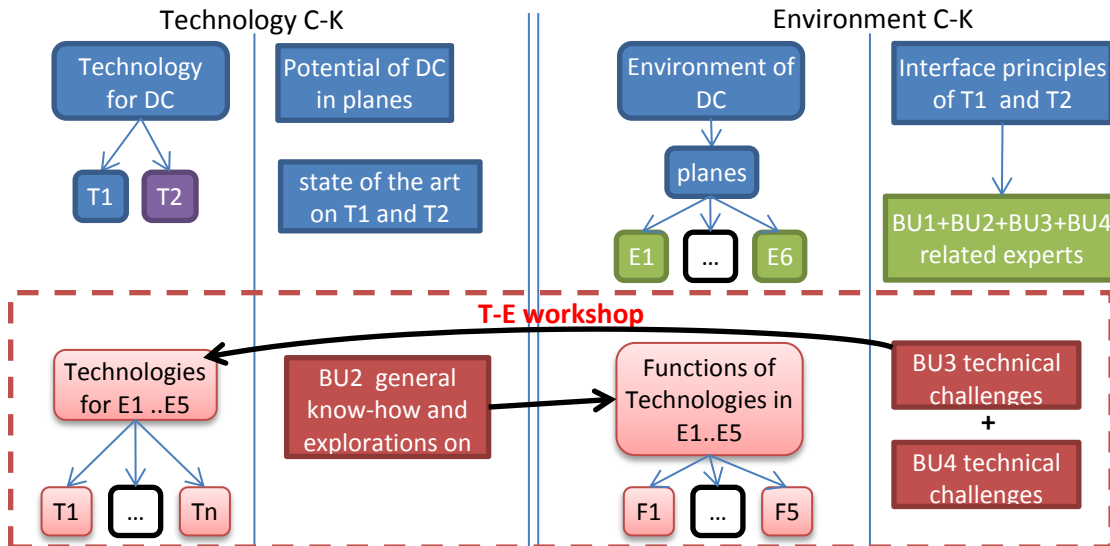 Technology C-K
Environment C-K
Technology
for DC
Potential of DC
in planes
Environment of
DC
Interface principles
of T1 and T2
T1
T2
state of the art
on T1 and T2
planes
E1
...
E6
BU1+BU2+BU3+BU4
related experts
T-E workshop
Technologies
for E1 ..E5
BU2 general
know-how and
explorations on
Functions of
Technologies in
E1..E5
BU3 technical
challenges
+
BU4 technical
challenges
T1
...
Tn
F1
...
F5